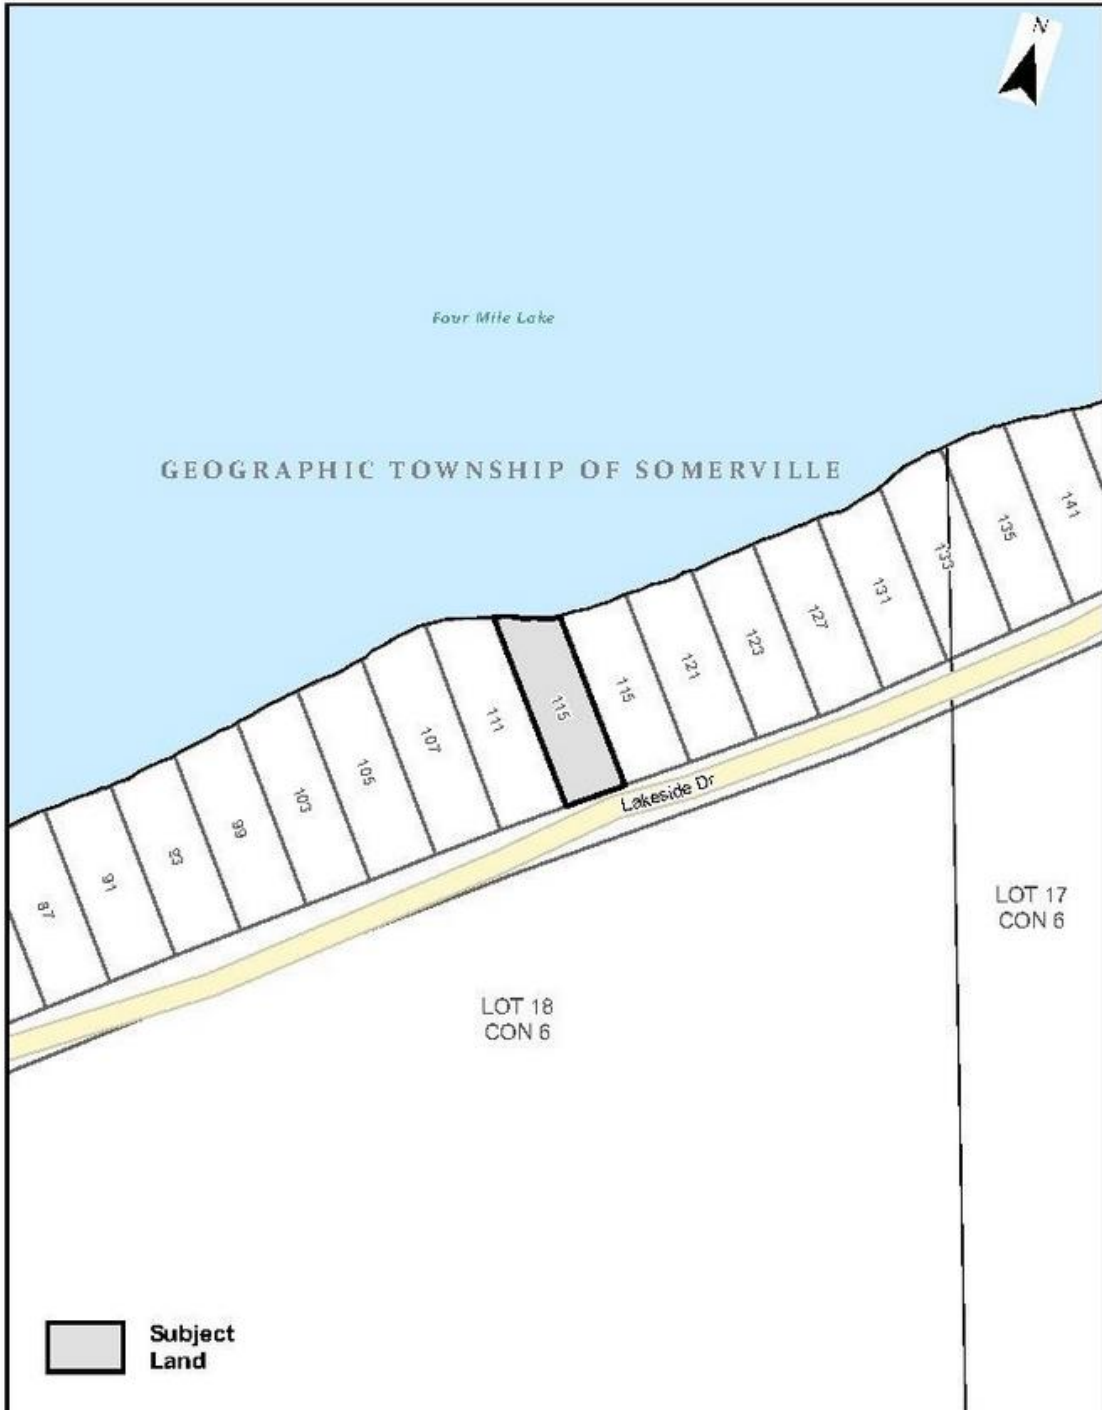 N
Four Mile Lake
GEOGRAPHIC TOWNSHIP OF SOMERVILLE
141
135
133
131
127
123
121
115
115
111
107
105
103
99
93
91
87
Lakeside Dr
LOT 17
CON 6
LOT 18
CON 6
Subject
Land